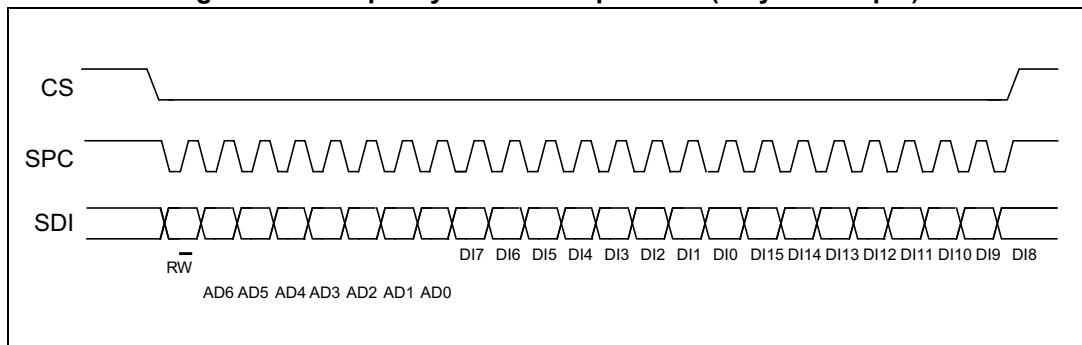 CS
SPC
SDI
RW
DI7 DI6 DI5 DI4 DI3 DI2 DI1 DI0 DI15 DI14 DI13 DI12 DI11 DI10 DI9 DI8
AD6 AD5 AD4 AD3 AD2 AD1 AD0